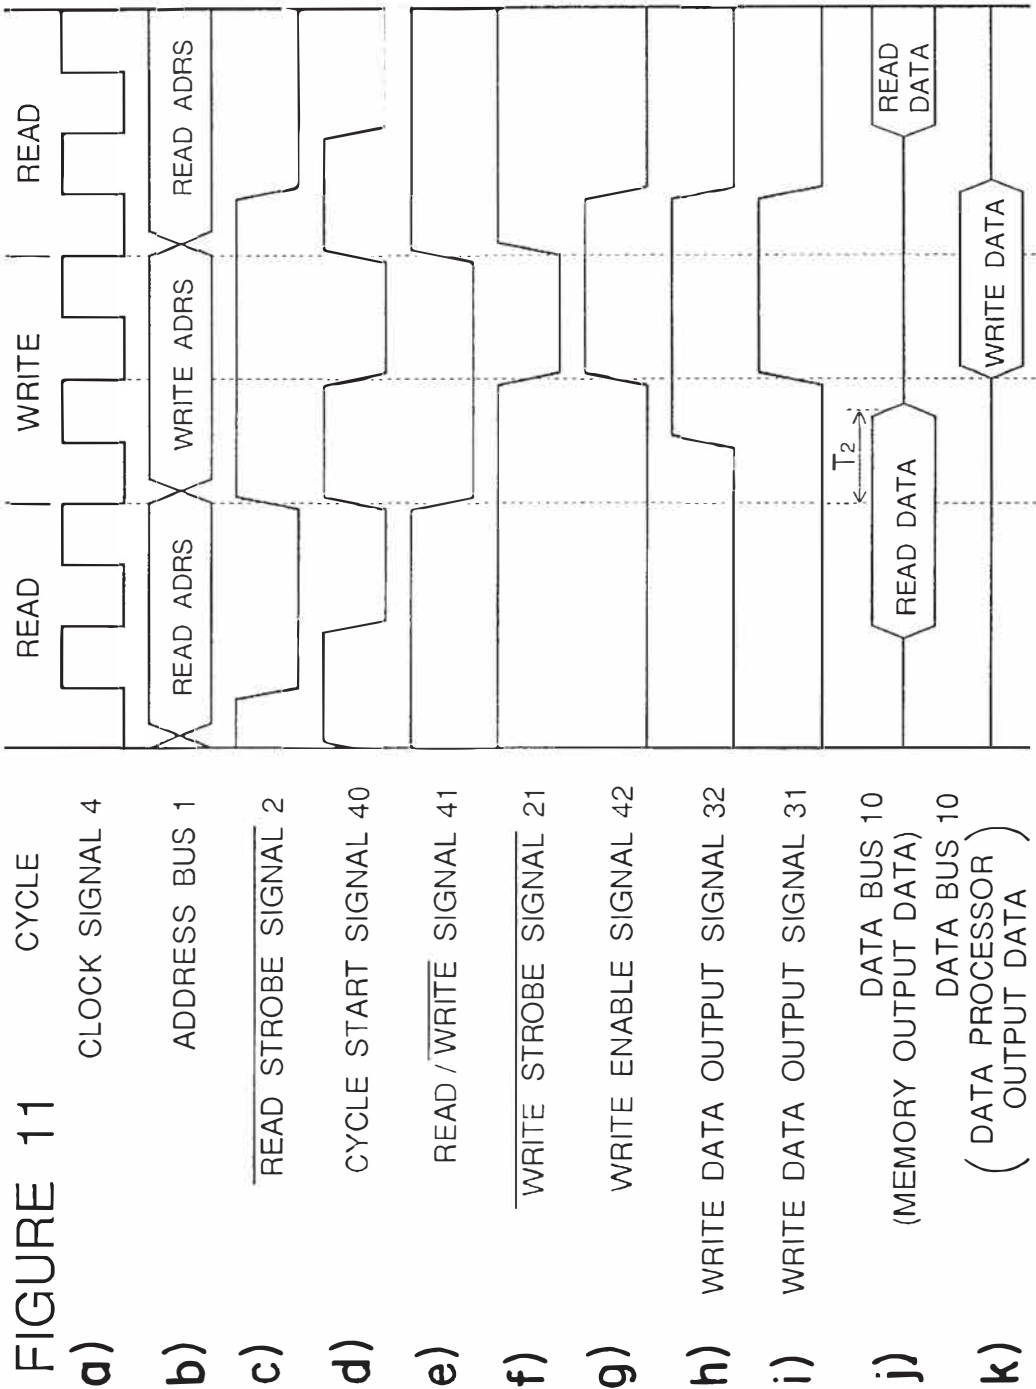 FIGURE 11
CYCLE
READ
WRITE
READ
a)
CLOCK SIGNAL 4
b)
ADDRESS BUS 1
READ ADRS
WRITE ADRS
READ ADRS
c)
READ STROBE SIGNAL 2
d)
CYCLE START SIGNAL 40
e)
READ / WRITE SIGNAL 41
f)
WRITE STROBE SIGNAL 21
g)
WRITE ENABLE SIGNAL 42
h)
WRITE DATA OUTPUT SIGNAL 32
i)
WRITE DATA OUTPUT SIGNAL 31
T2
j)
DATA BUS 10
(MEMORY OUTPUT DATA)
READ DATA
READ
DATA
k)
DATA BUS 10
( DATA PROCESSOR
OUTPUT DATA )
WRITE DATA